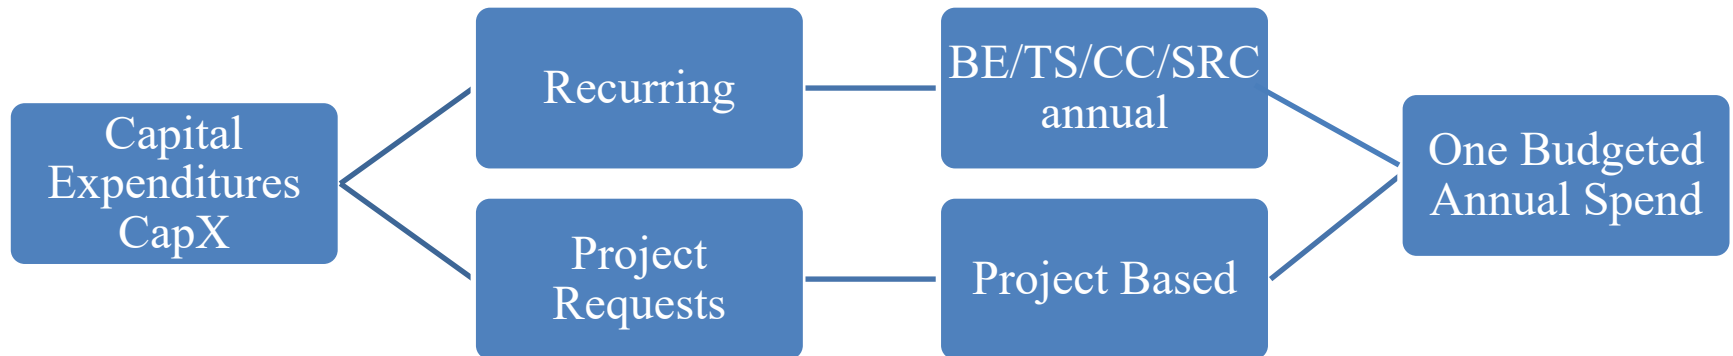 Capital
Expenditures
CapX
Recurring
BE/TS/CC/SRC
annual
Project
Requests
Project Based
One Budgeted
Annual Spend